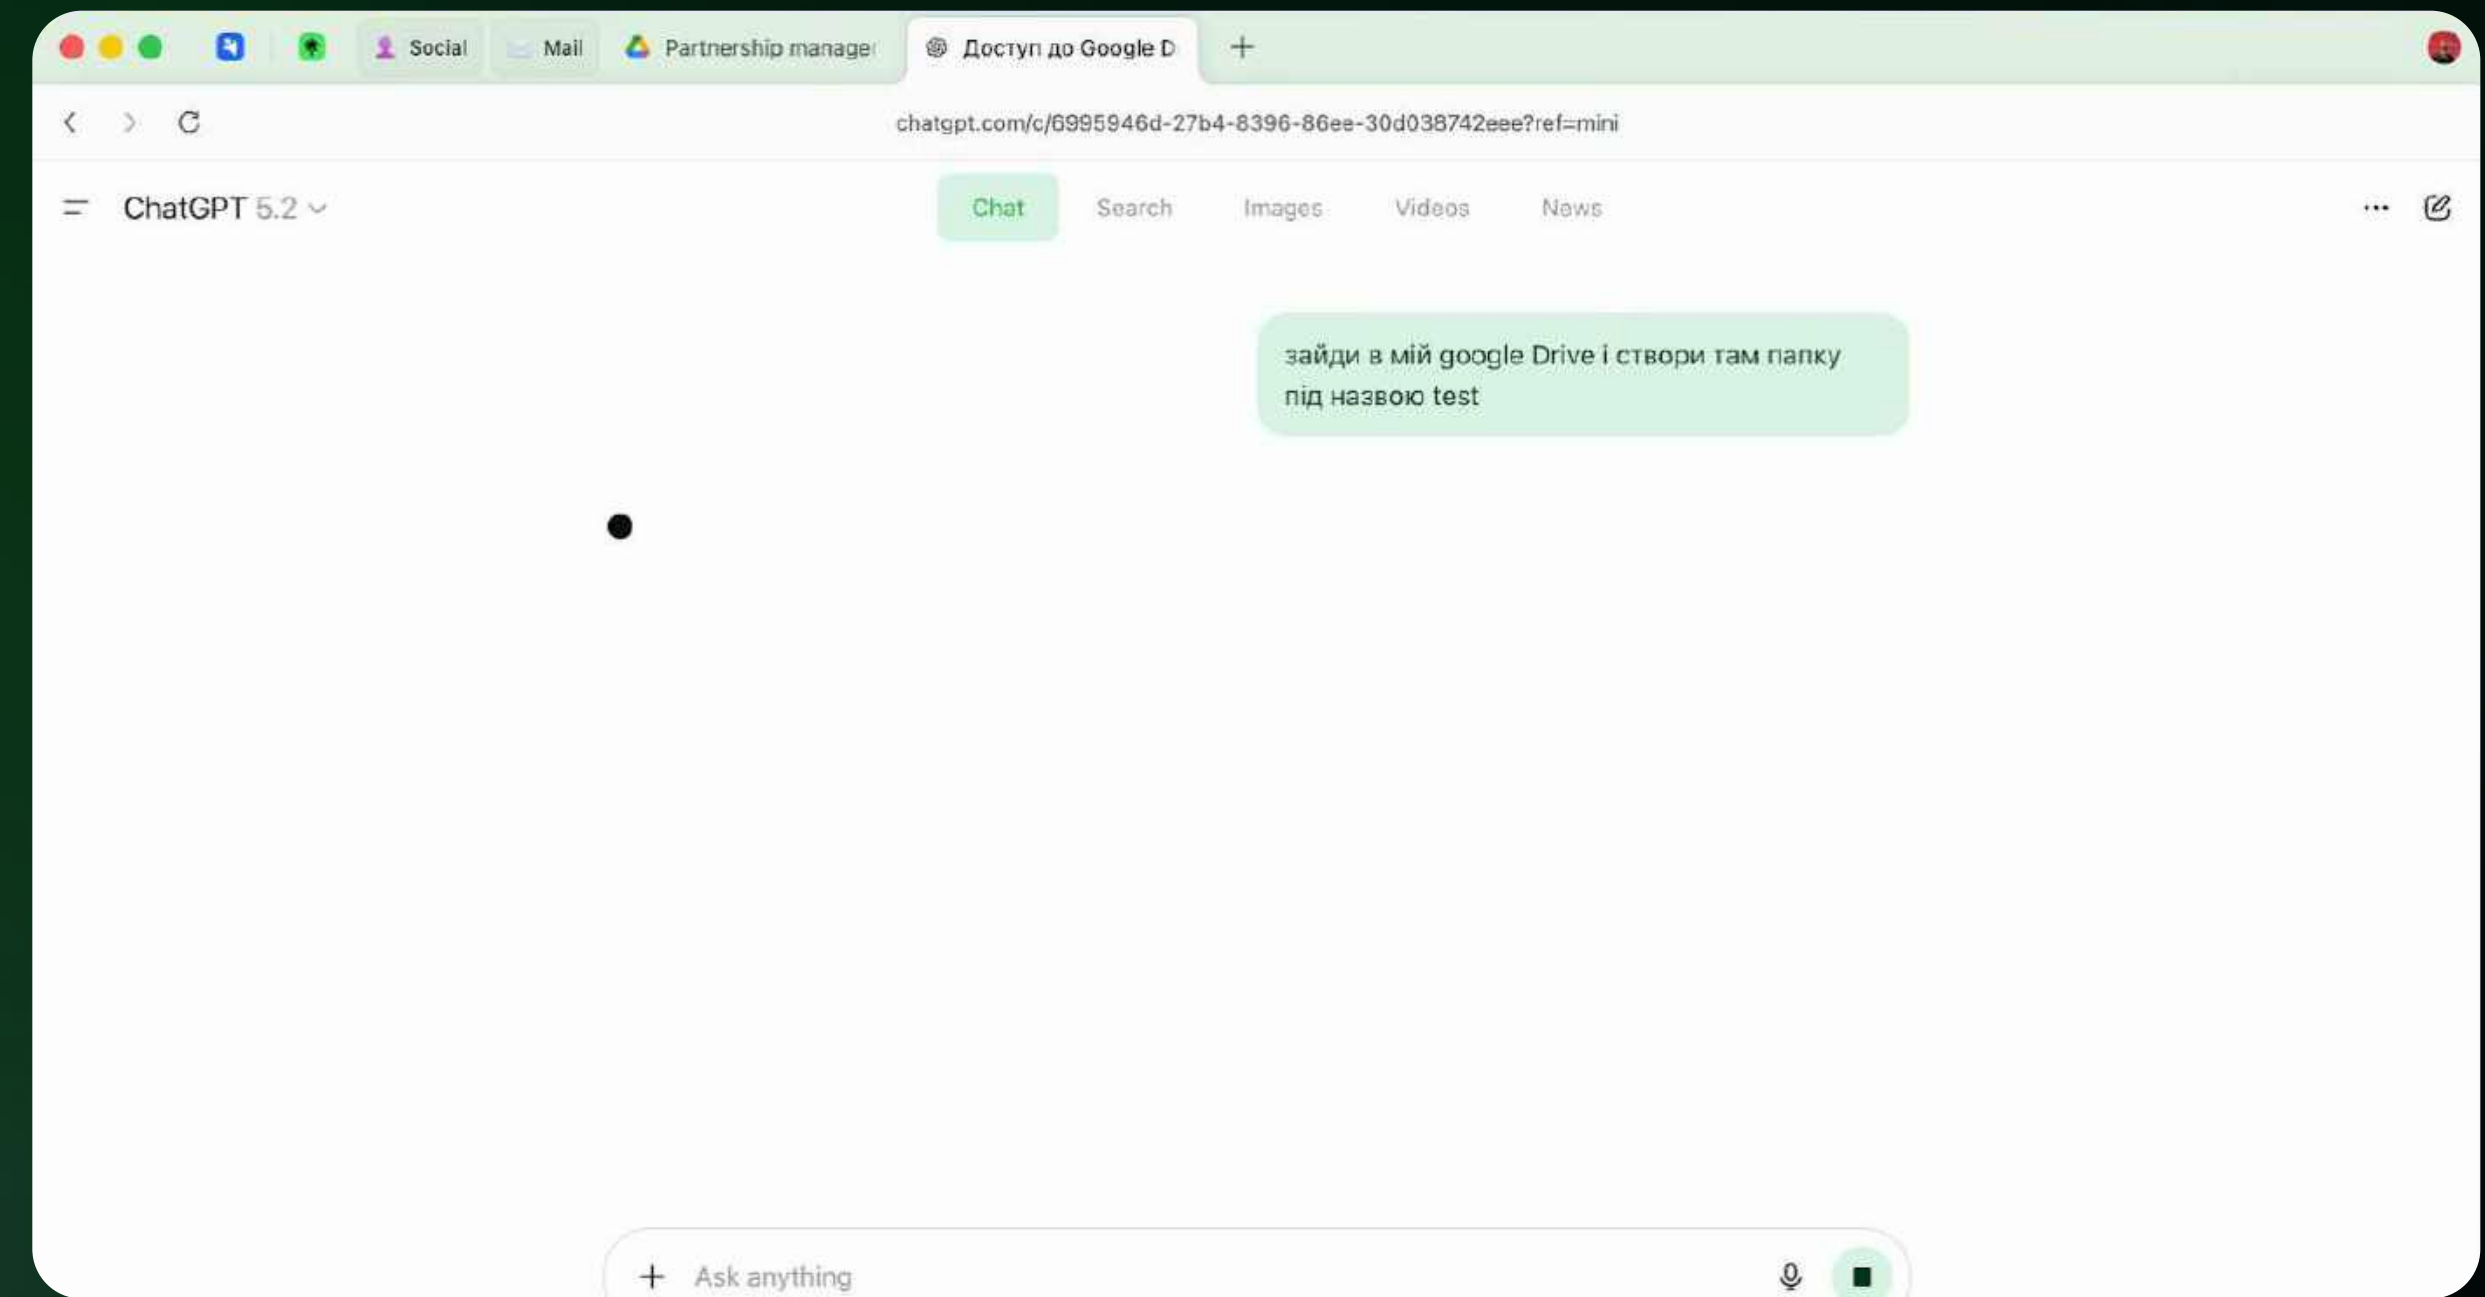 Social
Mail
Partnership manager
Доступ до Google D
chatgpt.com/c/6995946d-27b4-8396-86ee-30d038742eee?ref=mini
ChatGPT 5.2
Chat
Search
Images
Videos
News
зайди в мій google Drive і створи там папку
під назвою test
Ask anything